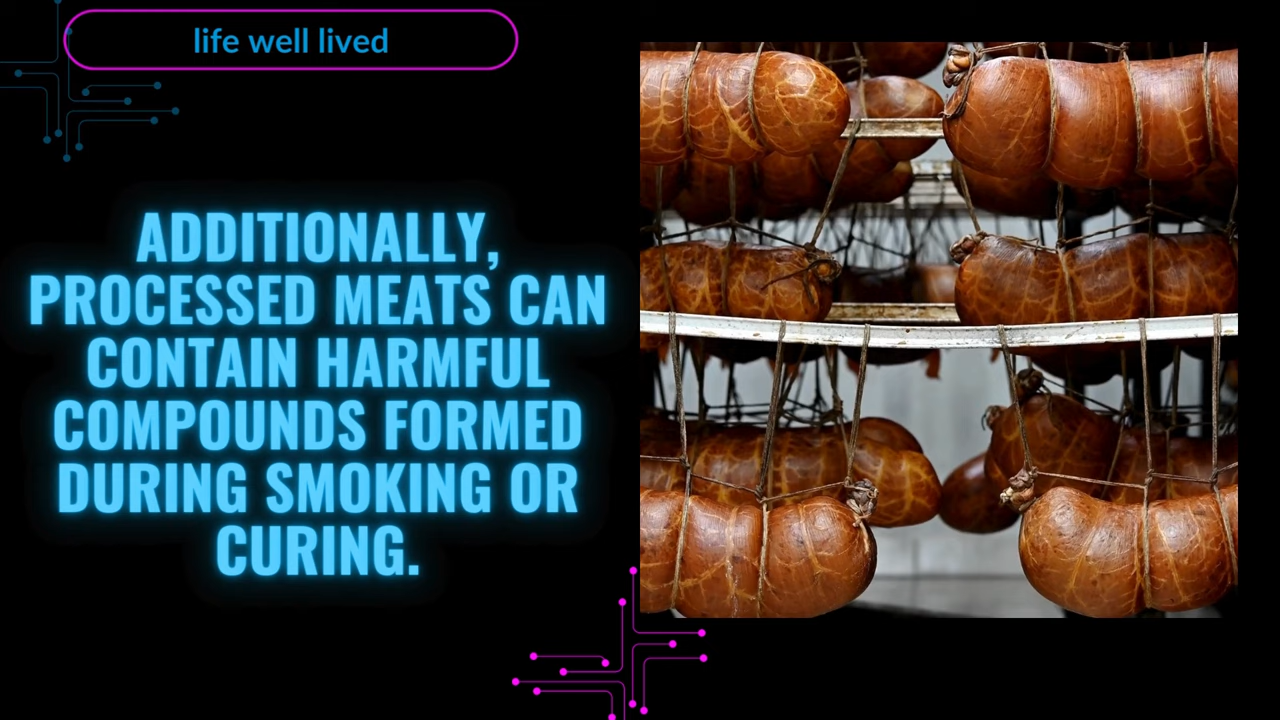 life well lived
ADDITIONALLY,
PROCESSED MEATS CAN
CONTAIN HARMFUL
COMPOUNDS FORMED
DURING SMOKING OR
CURING.